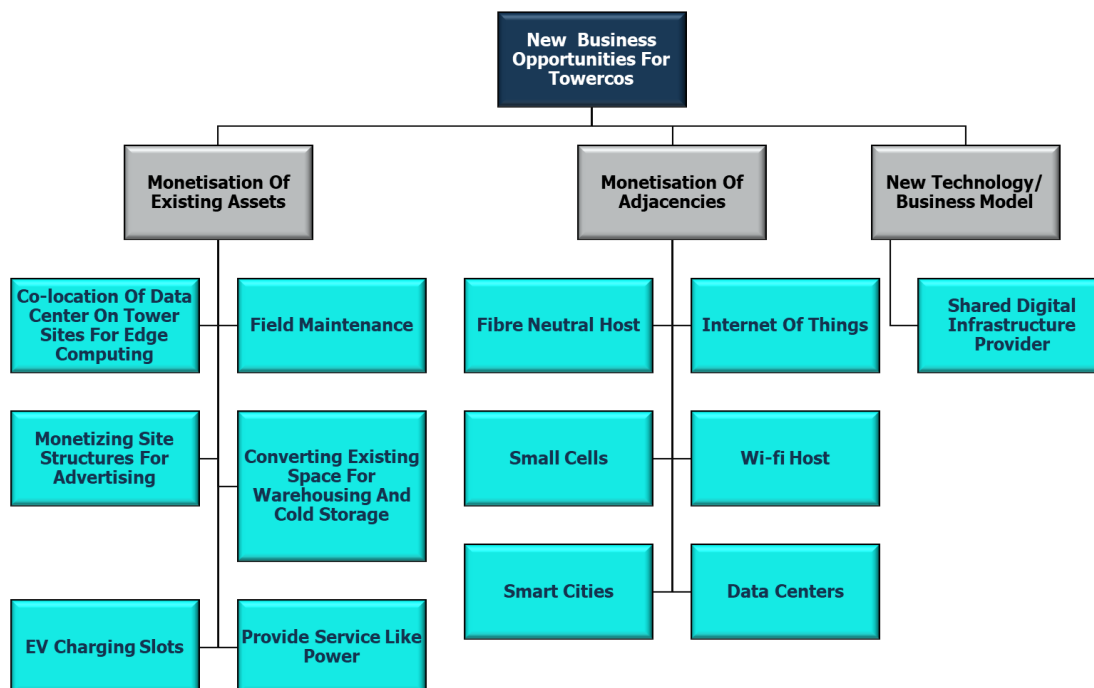 New  Business
Opportunities For
Towercos
Monetisation Of
Existing Assets
Monetisation Of
Adjacencies
New Technology/
Business Model
Co-location Of Data
Center On Tower
Sites For Edge
Computing
Field Maintenance
Fibre Neutral Host
Internet Of Things
Shared Digital
Infrastructure
Provider
Monetizing Site
Structures For
Advertising
Converting Existing
Space For
Warehousing And
Cold Storage
Small Cells
Wi-fi Host
Smart Cities
Data Centers
EV Charging Slots
Provide Service Like
Power